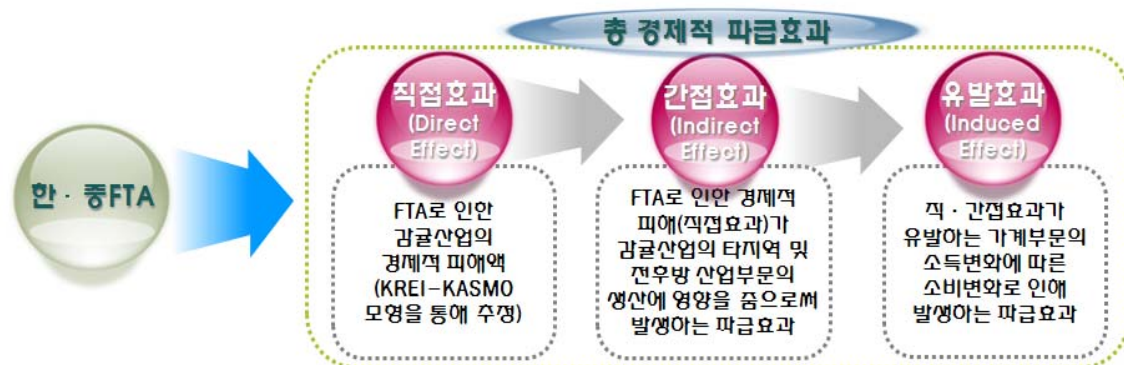 총 경제적 파급효과
한 · 중FTA
직접효과
(Direct
Effect)
FTA로 인한
감귤산업의
경제적 피해액
(KREI-KASMO
모형을 통해 추정)
간접효과
(Indirect
Effect)
FTA로 인한 경제적
피해(직접효과)가
감귤산업의 타지역 및
전후방 산업부문의
생산에 영향을 줌으로써
발생하는 파급효과
유발효과
(Induced
Effect)
직 · 간접효과가
유발하는 가계부문의
소득변화에 따른
소비변화로 인해
발생하는 파급효과